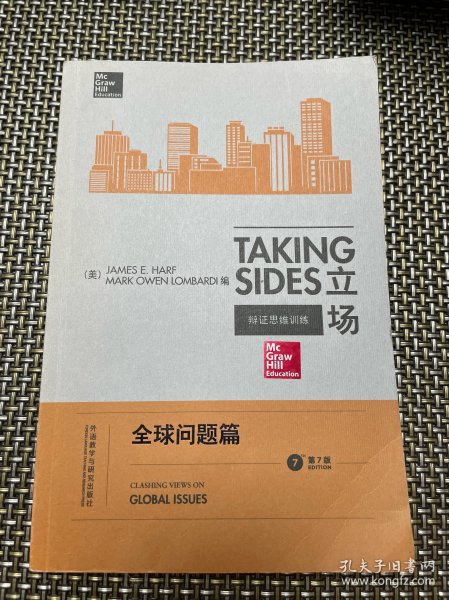 Mc
Graw
Hill
Education
TAKING
SIDES立
场
(美) JAMES E. HARF
MARK OWEN LOMBARDI 编
辩证思维训练
Mc
Graw
Hill
Education
外语教学与研究出版社
全球问题篇
7TH 第7版
EDITION
CLASHING VIEWS ON
GLOBAL ISSUES
孔夫子旧书网
www.kongfz.com